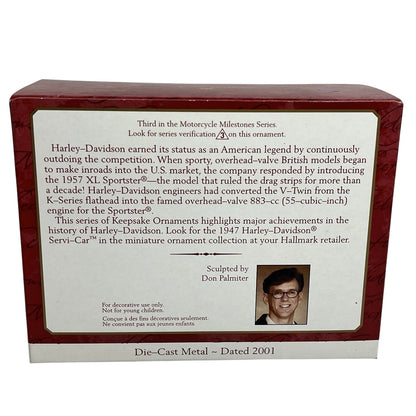 Third in the Motorcycle Milestones Series.
Look for series verification 3 on this ornament.
Harley–Davidson earned its status as an American legend by continuously
outdoing the competition. When sporty, overhead–valve British models began
to make inroads into the U.S. market, the company responded by introducing
the 1957 XL Sportster®—the model that ruled the drag strips for more than
a decade! Harley–Davidson engineers had converted the V–Twin from the
K–Series flathead into the famed overhead–valve 883–cc (55–cubic–inch)
engine for the Sportster®.
This series of Keepsake Ornaments highlights major achievements in the
history of Harley–Davidson. Look for the 1947 Harley–Davidson®
Servi–Car™ in the miniature ornament collection at your Hallmark retailer.
Sculpted by
Don Palmiter
For decorative use only.
Not for young children.
Conçue à des fins décoratives seulement.
Ne convient pas aux jeunes enfants.
Die–Cast Metal ~ Dated 2001